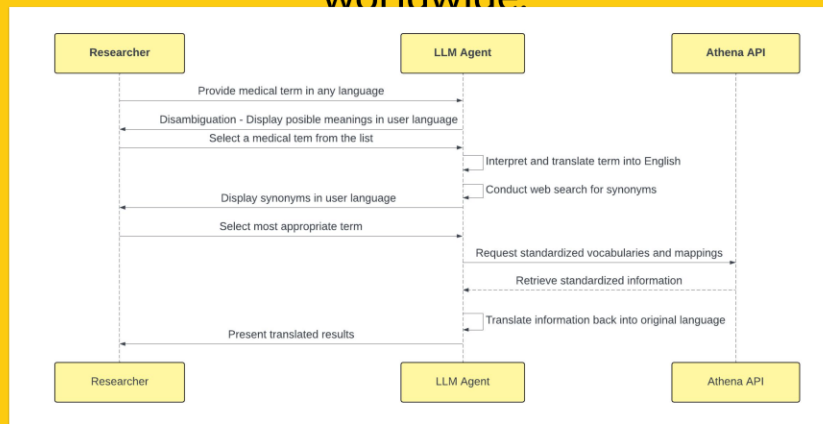 worldwide.
Researcher LLM Agent Athena API
Provide medical term in any language
Disambiguation - Display posible meanings in user language
Select a medical tem from the list
Interpret and translate term into English
Conduct web search for synonyms
Display synonyms in user language
Select most appropriate term
Request standardized vocabularies and mappings
Retrieve standardized information
Translate information back into original language
Present translated results
Researcher LLM Agent Athena API